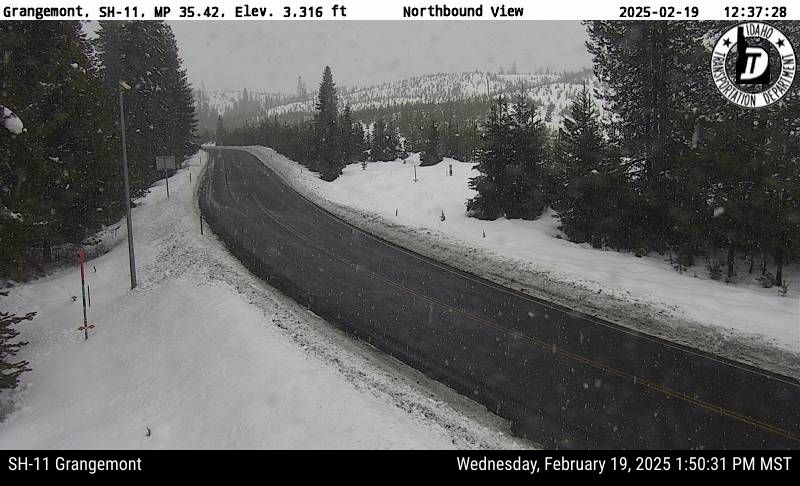 Grangemont, SH-11, MP 35.42, Elev. 3,316 ft Northbound View 2025-02-19 12:37:28
IDAHO
TRANSPORTATION DEPARTMENT
SH-11 Grangemont Wednesday, February 19, 2025 1:50:31 PM MST